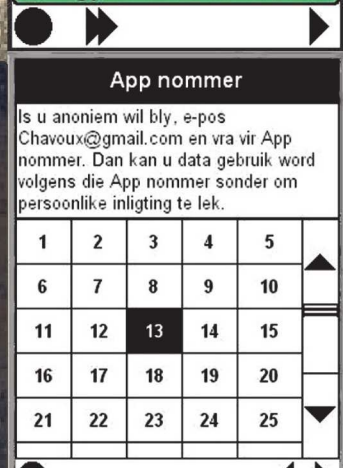 App nommer
Is u anoniem wil bly, e-pos
Chavoux@gmail.com en vra vir App
nommer. Dan kan u data gebruik word
volgens die App nommer sonder om
persoonlike inligting te lek.
1 2 3 4 5
6 7 8 9 10
11 12 13 14 15
16 17 18 19 20
21 22 23 24 25